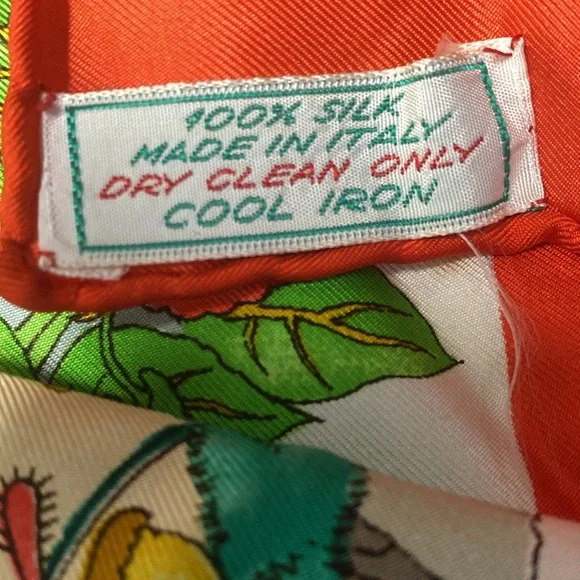 100% SILK
MADE IN ITALY
DRY CLEAN ONLY
COOL IRON